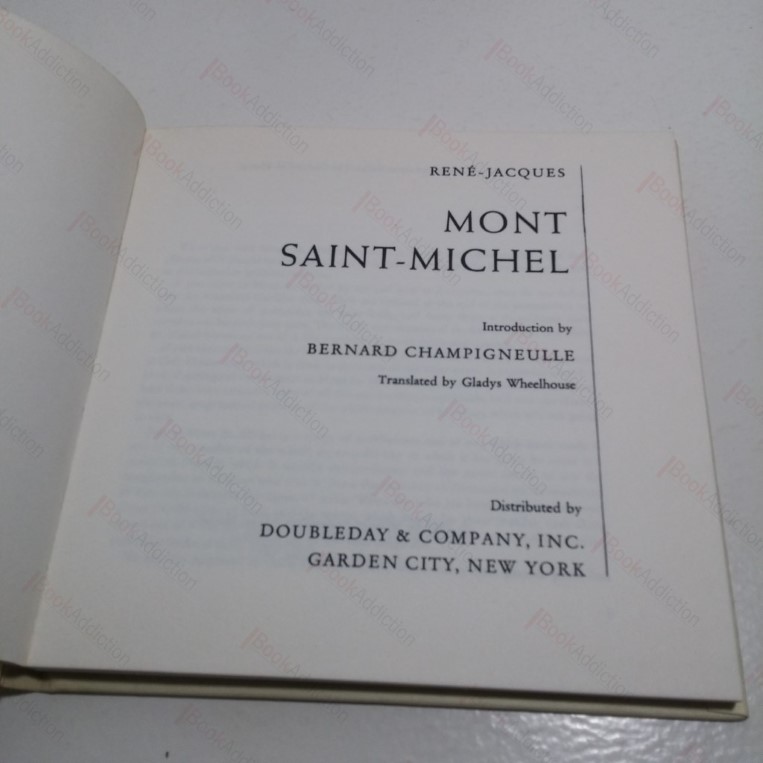 RENÉ-JACQUES
MONT
SAINT-MICHEL
Introduction by
BERNARD CHAMPIGNEULLE
Translated by Gladys Wheelhouse
Distributed by
DOUBLEDAY & COMPANY, INC.
GARDEN CITY, NEW YORK
BookAddiction